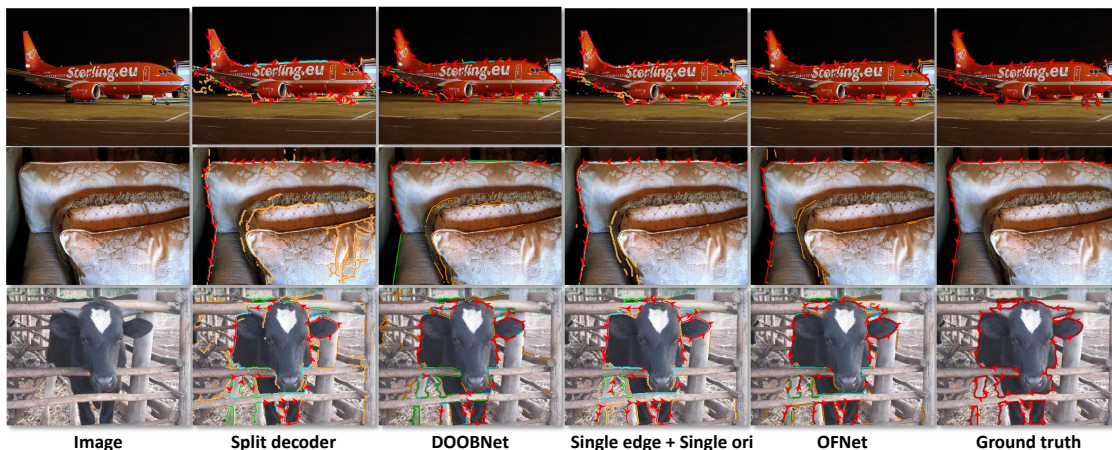 Sterling.eu Sterling.eu Sterling.eu Sterling.eu Sterling.eu Sterling.eu
Image Split decoder DOOBNet Single edge + Single ori OFNet Ground truth